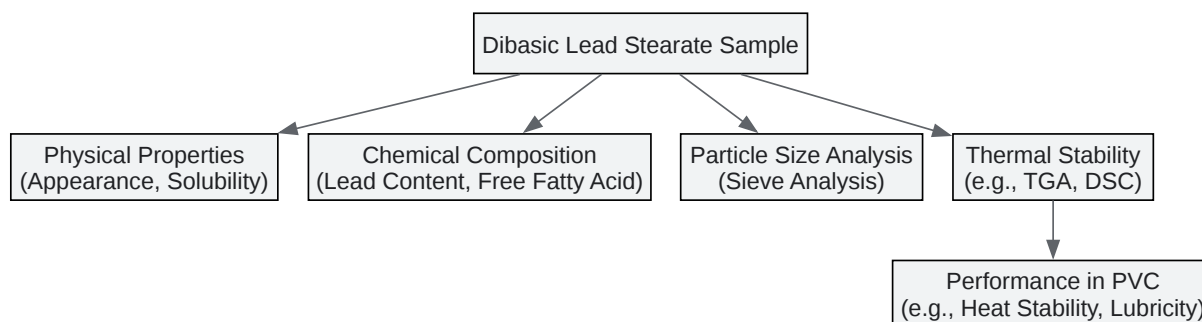 Dibasic Lead Stearate Sample
Physical Properties
(Appearance, Solubility)
Chemical Composition
(Lead Content, Free Fatty Acid)
Particle Size Analysis
(Sieve Analysis)
Thermal Stability
(e.g., TGA, DSC)
Performance in PVC
(e.g., Heat Stability, Lubricity)